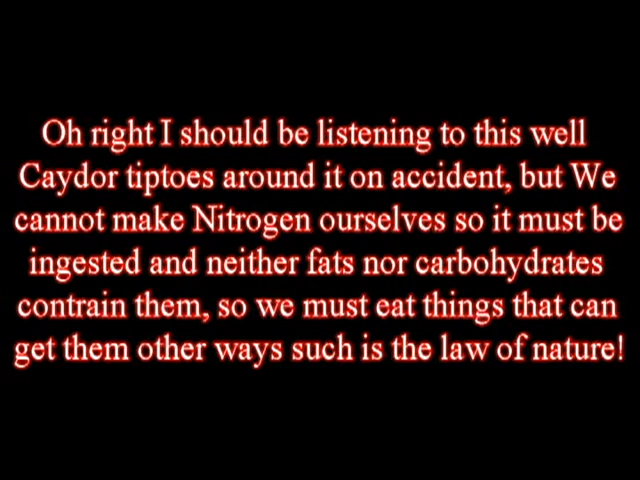 Oh right I should be listening to this well
Caydor tiptoes around it on accident, but We
cannot make Nitrogen ourselves so it must be
ingested and neither fats nor carbohydrates
contrain them, so we must eat things that can
get them other ways such is the law of nature!